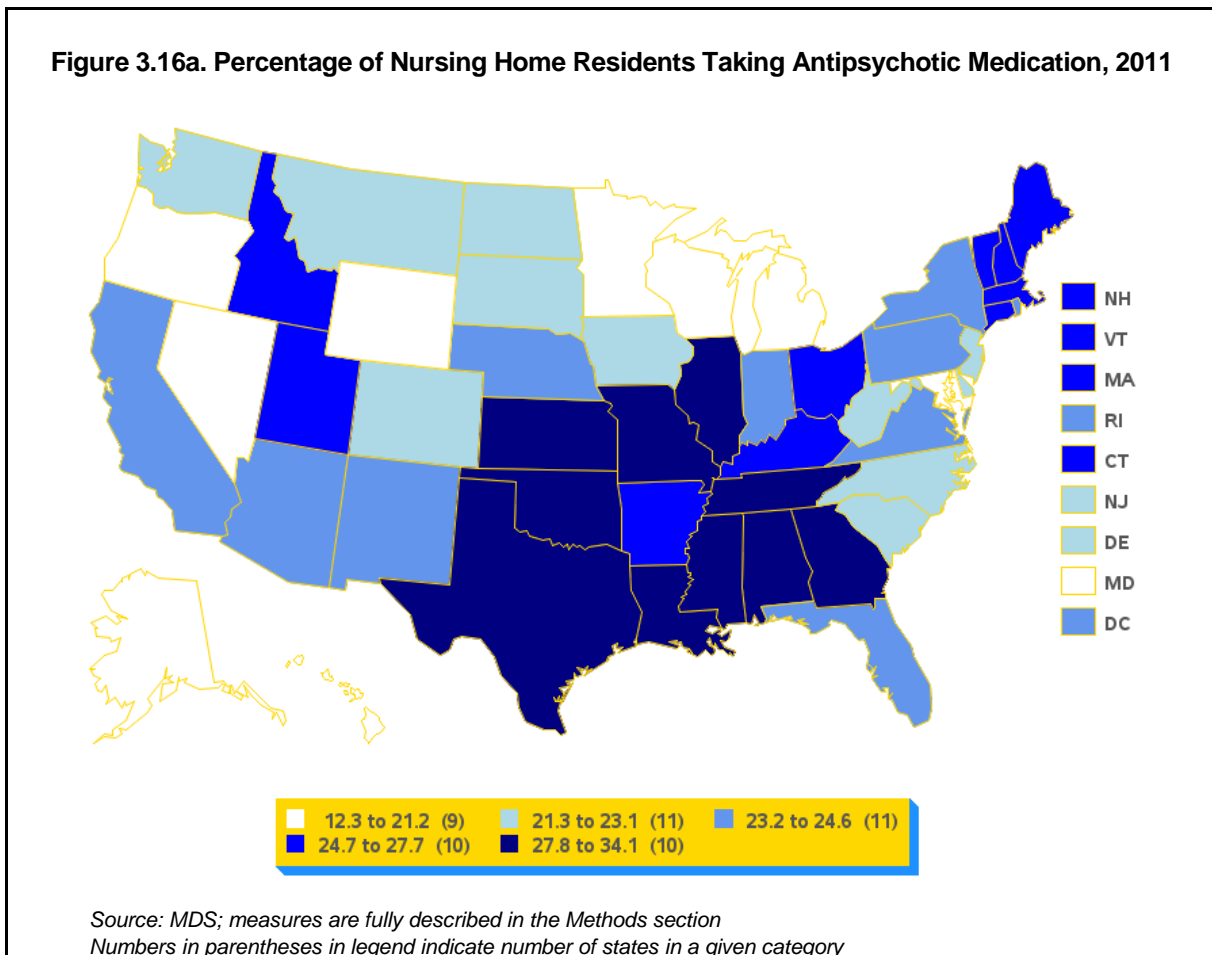 Figure 3.16a. Percentage of Nursing Home Residents Taking Antipsychotic Medication, 2011
NH
VT
MA
RI
CT
NJ
DE
MD
DC
12.3 to 21.2 (9) 21.3 to 23.1 (11) 23.2 to 24.6 (11)
24.7 to 27.7 (10) 27.8 to 34.1 (10)
Source: MDS; measures are fully described in the Methods section
Numbers in parentheses in legend indicate number of states in a given category